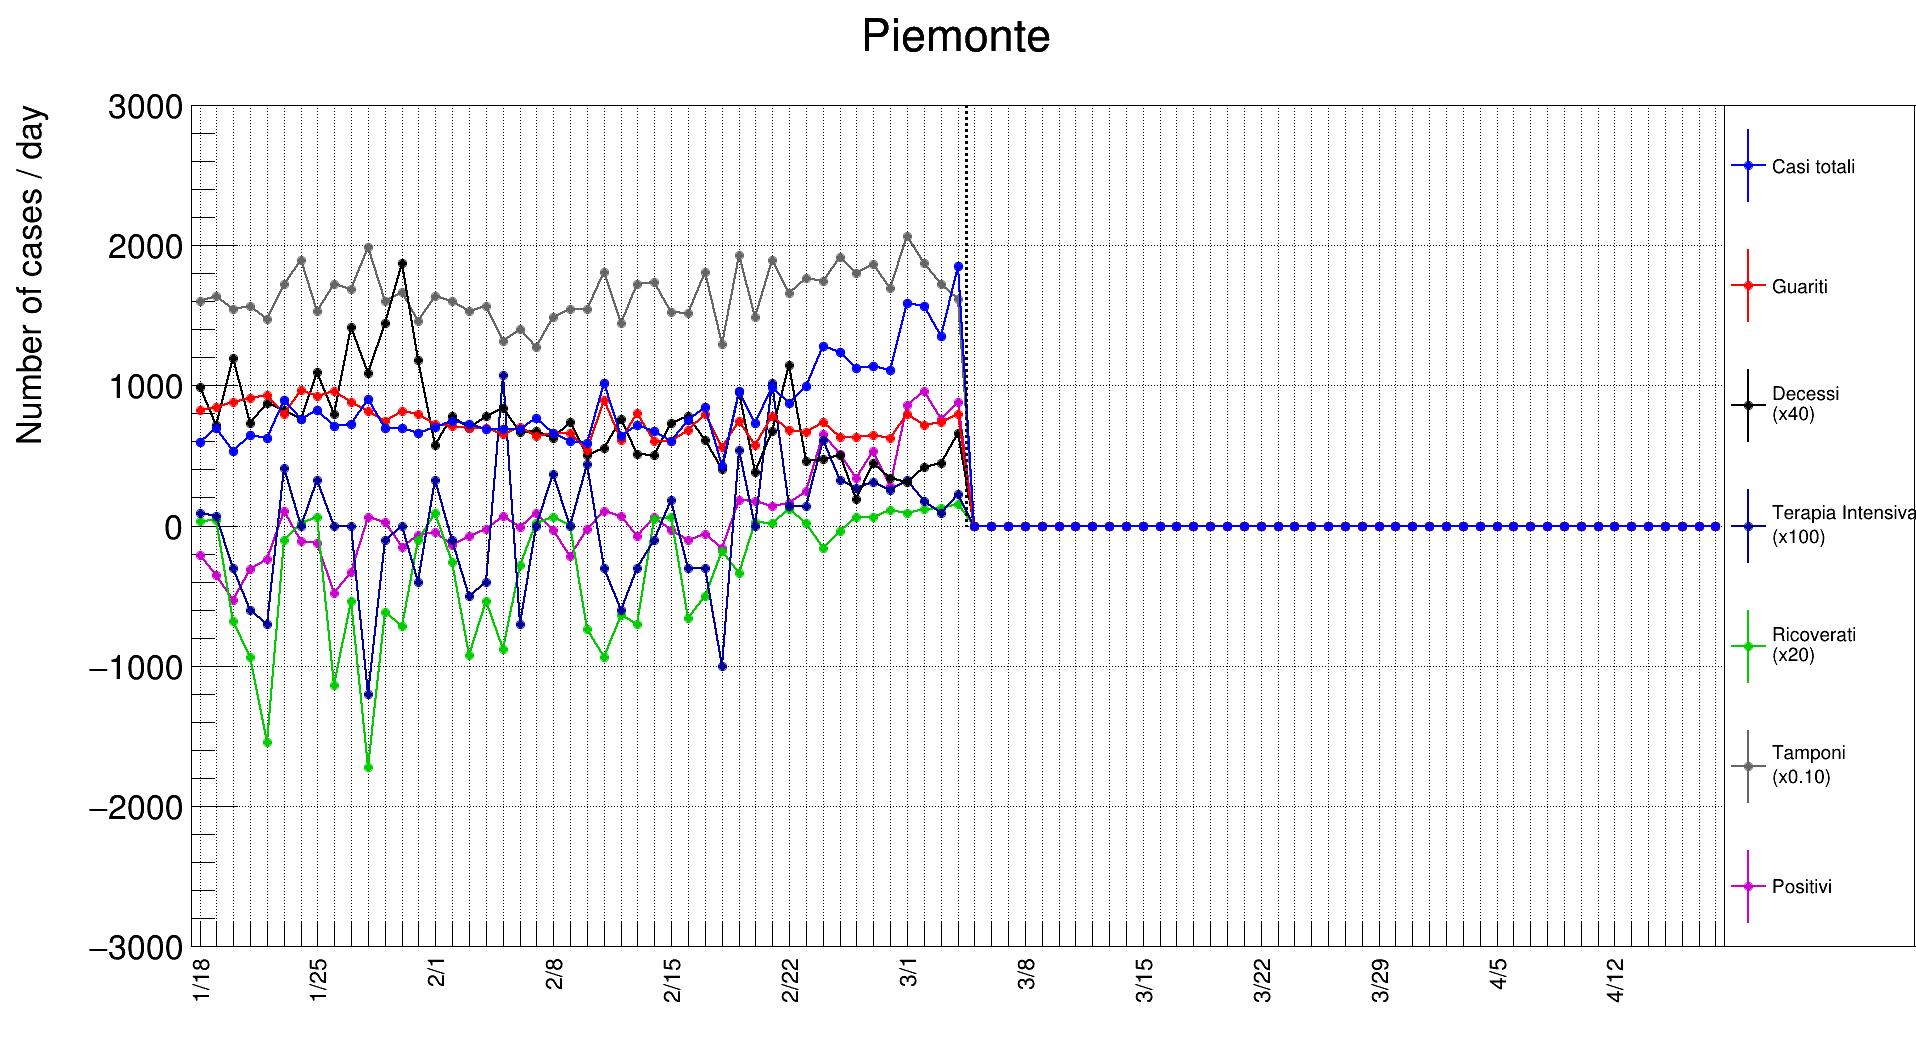 Piemonte
Number of cases / day
3000
2000
1000
0
−1000
−2000
−3000
1/18
1/25
2/1
2/8
2/15
2/22
3/1
3/8
3/15
3/22
3/29
4/5
4/12
Casi totali
Guariti
Decessi
(x40)
Terapia Intensiva
(x100)
Ricoverati
(x20)
Tamponi
(x0.10)
Positivi